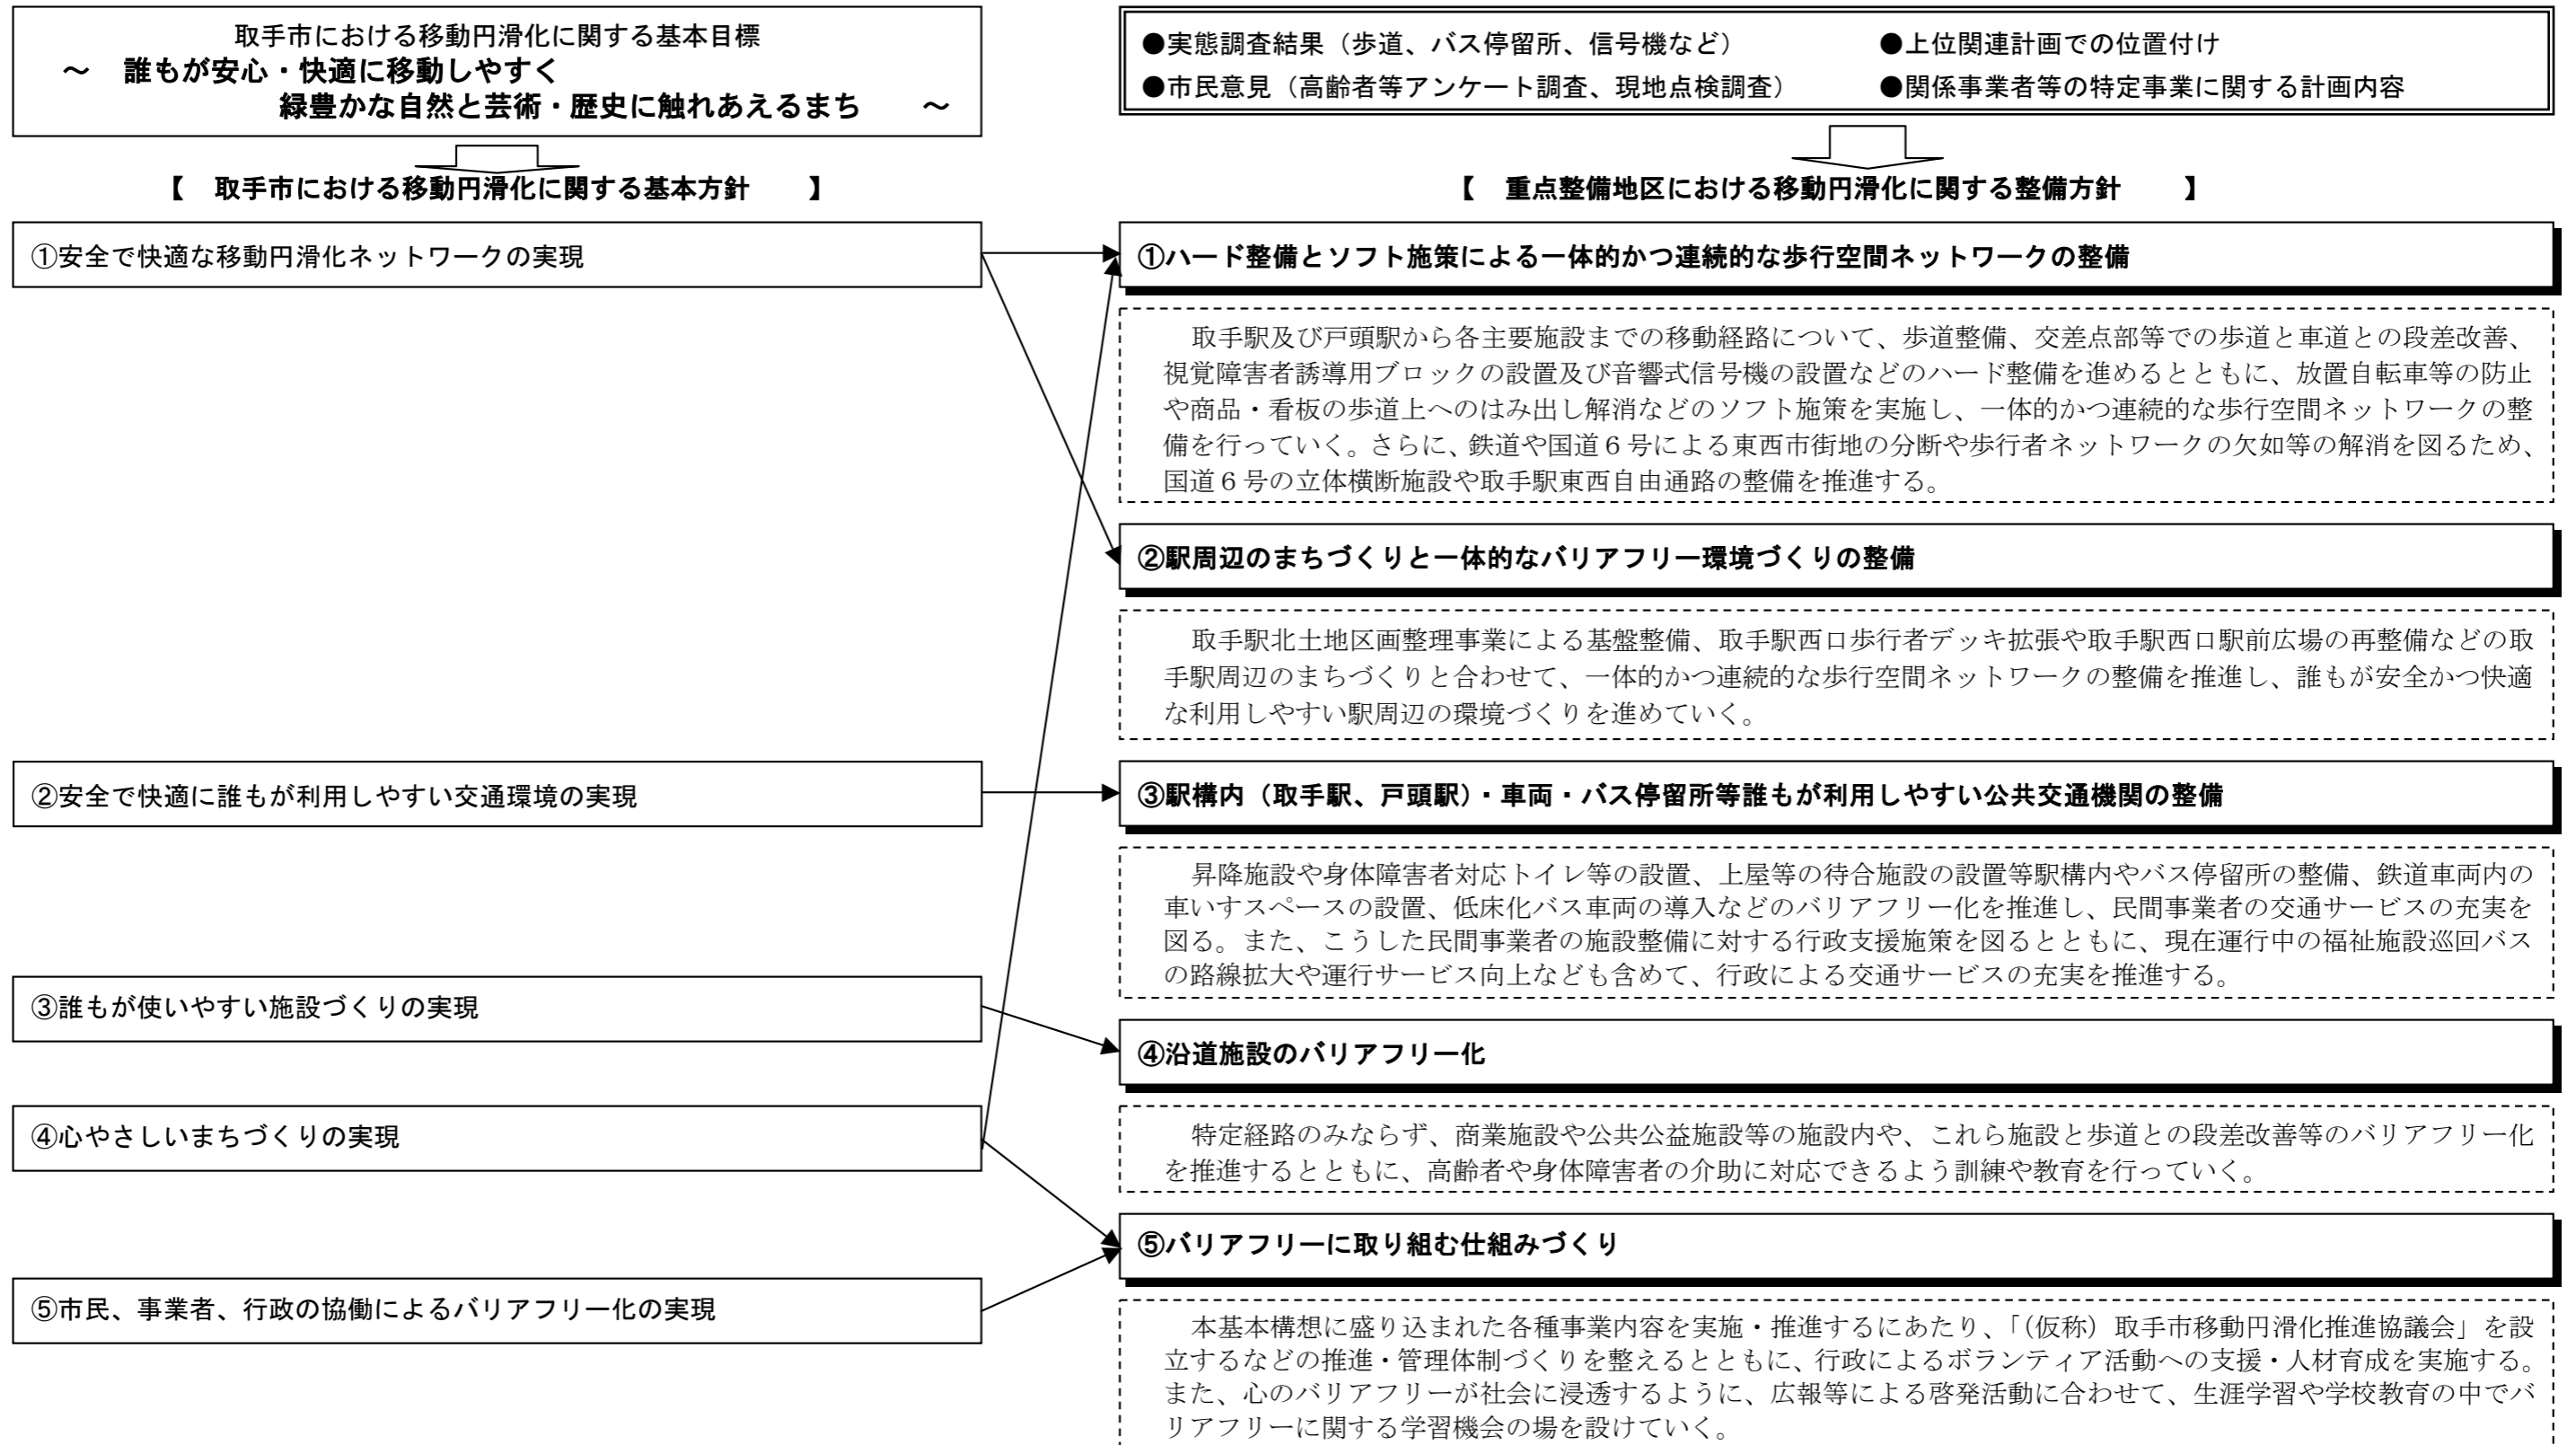 取手市における移動円滑化に関する基本目標
～ 誰もが安心・快適に移動しやすく
緑豊かな自然と芸術・歴史に触れあえるまち ～
【 取手市における移動円滑化に関する基本方針 】
①安全で快適な移動円滑化ネットワークの実現
②安全で快適に誰もが利用しやすい交通環境の実現
③誰もが使いやすい施設づくりの実現
④心やさしいまちづくりの実現
⑤市民、事業者、行政の協働によるバリアフリー化の実現
●実態調査結果（歩道、バス停留所、信号機など） ●上位関連計画での位置付け
●市民意見（高齢者等アンケート調査、現地点検調査） ●関係事業者等の特定事業に関する計画内容
【 重点整備地区における移動円滑化に関する整備方針 】
①ハード整備とソフト施策による一体的かつ連続的な歩行空間ネットワークの整備
取手駅及び戸頭駅から各主要施設までの移動経路について、歩道整備、交差点部等での歩道と車道との段差改善、
視覚障害者誘導用ブロックの設置及び音響式信号機の設置などのハード整備を進めるとともに、放置自転車等の防止
や商品・看板の歩道上へのはみ出し解消などのソフト施策を実施し、一体的かつ連続的な歩行空間ネットワークの整
備を行っていく。さらに、鉄道や国道６号による東西市街地の分断や歩行者ネットワークの欠如等の解消を図るため、
国道６号の立体横断施設や取手駅東西自由通路の整備を推進する。
②駅周辺のまちづくりと一体的なバリアフリー環境づくりの整備
取手駅北土地区画整理事業による基盤整備、取手駅西口歩行者デッキ拡張や取手駅西口駅前広場の再整備などの取
手駅周辺のまちづくりと合わせて、一体的かつ連続的な歩行空間ネットワークの整備を推進し、誰もが安全かつ快適
な利用しやすい駅周辺の環境づくりを進めていく。
③駅構内（取手駅、戸頭駅）・車両・バス停留所等誰もが利用しやすい公共交通機関の整備
昇降施設や身体障害者対応トイレ等の設置、上屋等の待合施設の設置等駅構内やバス停留所の整備、鉄道車両内の
車いすスペースの設置、低床化バス車両の導入などのバリアフリー化を推進し、民間事業者の交通サービスの充実を
図る。また、こうした民間事業者の施設整備に対する行政支援施策を図るとともに、現在運行中の福祉施設巡回バス
の路線拡大や運行サービス向上なども含めて、行政による交通サービスの充実を推進する。
④沿道施設のバリアフリー化
特定経路のみならず、商業施設や公共公益施設等の施設内や、これら施設と歩道との段差改善等のバリアフリー化
を推進するとともに、高齢者や身体障害者の介助に対応できるよう訓練や教育を行っていく。
⑤バリアフリーに取り組む仕組みづくり
本基本構想に盛り込まれた各種事業内容を実施・推進するにあたり、「（仮称）取手市移動円滑化推進協議会」を設
立するなどの推進・管理体制づくりを整えるとともに、行政によるボランティア活動への支援・人材育成を実施する。
また、心のバリアフリーが社会に浸透するように、広報等による啓発活動に合わせて、生涯学習や学校教育の中でバ
リアフリーに関する学習機会の場を設けていく。